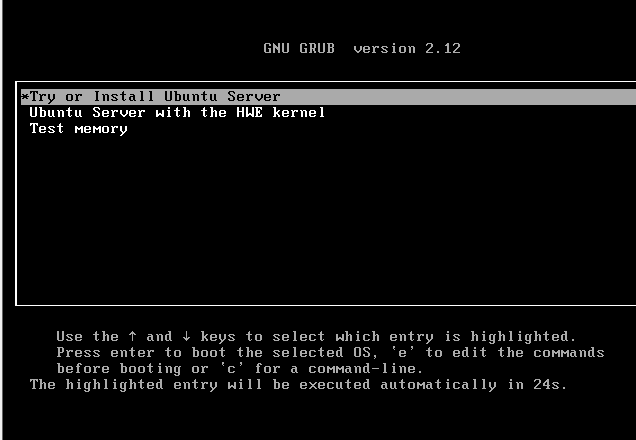 GNU GRUB  version 2.12
*Try or Install Ubuntu Server
Ubuntu Server with the HWE kernel
Test memory
Use the ↑ and ↓ keys to select which entry is highlighted.
Press enter to boot the selected OS, `e' to edit the commands
before booting or `c' for a command-line.
The highlighted entry will be executed automatically in 24s.